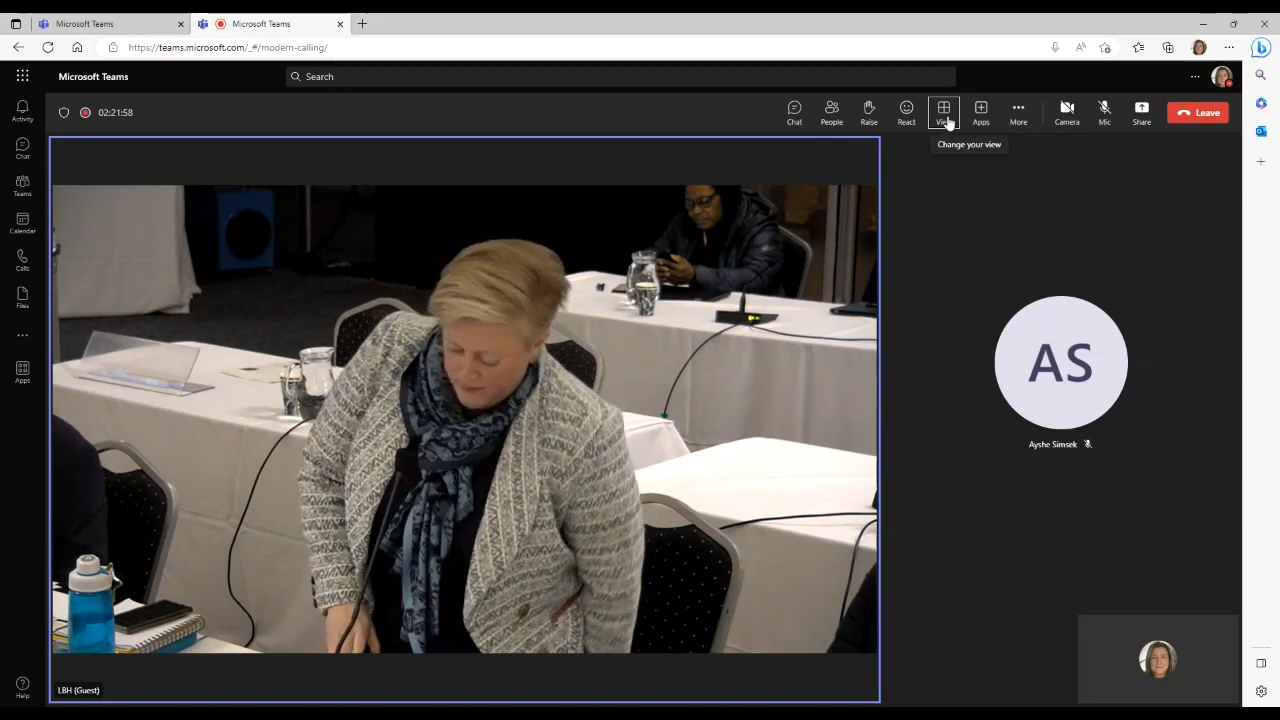 Microsoft Teams
Microsoft Teams
https://teams.microsoft.com/_#/modern-calling/
Microsoft Teams
Search
02:21:58
Chat
People
Raise
React
View
Apps
More
Camera
Mic
Share
Leave
Change your view
Activity
Chat
Teams
Calendar
Calls
Files
Apps
Help
AS
Ayshe Simsek
LBH (Guest)